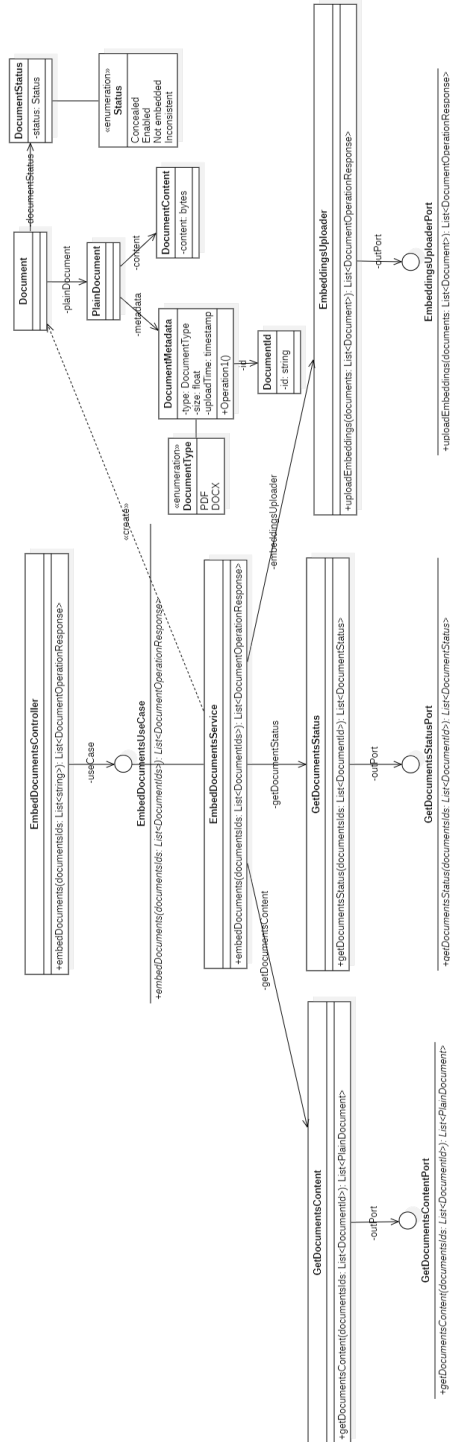 EmbedDocumentsController
+embedDocuments(documentsIds: List<string>): List<DocumentOperationResponse>
-useCase
EmbedDocumentsUseCase
+embedDocuments(documentsIds: List<DocumentIds>): List<DocumentOperationResponse>
EmbedDocumentsService
+embedDocuments(documentsIds: List<DocumentIds>): List<DocumentOperationResponse>
«create»
-getDocumentsContent
-getDocumentStatus
-embeddingsUploader
GetDocumentsContent
+getDocumentsContent(documentsIds: List<DocumentId>): List<PlainDocument>
-outPort
GetDocumentsContentPort
+getDocumentsContent(documentsIds: List<DocumentId>): List<PlainDocument>
GetDocumentsStatus
+getDocumentsStatus(documentsIds: List<DocumentId>): List<DocumentStatus>
-outPort
GetDocumentsStatusPort
+getDocumentsStatus(documentsIds: List<DocumentId>): List<DocumentStatus>
EmbeddingsUploader
+uploadEmbeddings(documents: List<Document>): List<DocumentOperationResponse>
-outPort
EmbeddingsUploaderPort
+uploadEmbeddings(documents: List<Document>): List<DocumentOperationResponse>
Document
-documentStatus
DocumentStatus
-status: Status
«enumeration»
Status
Concealed
Enabled
Not embedded
Inconsistent
-plainDocument
PlainDocument
-metadata
-content
DocumentContent
-content: bytes
DocumentMetadata
-type: DocumentType
-size: float
-uploadTime: timestamp
+Operation1()
«enumeration»
DocumentType
PDF
DOCX
-id
DocumentId
-id: string